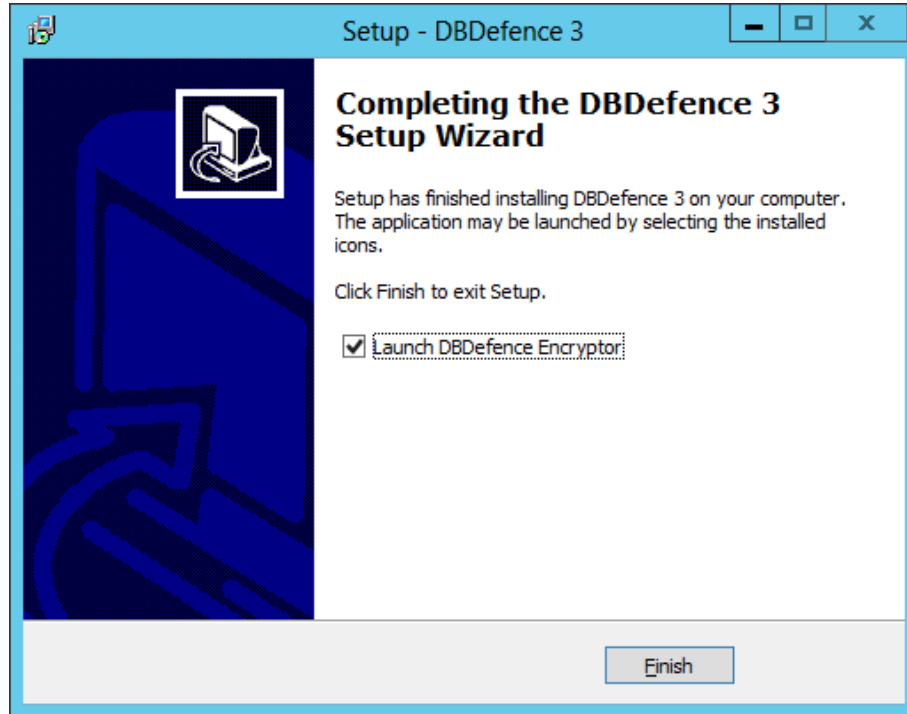 Setup - DBDefence 3
Completing the DBDefence 3
Setup Wizard
Setup has finished installing DBDefence 3 on your computer.
The application may be launched by selecting the installed
icons.
Click Finish to exit Setup.
Launch DBDefence Encryptor
Finish